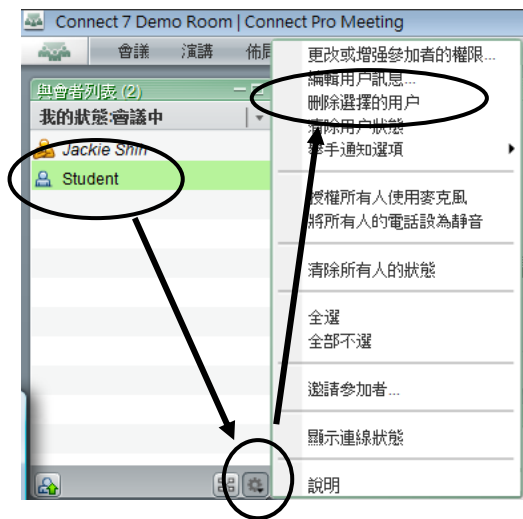 Connect 7 Demo Room | Connect Pro Meeting
會議 演講 佈局
與會者列表 (2)
我的狀態:會議中
Jackie Shin
Student
更改或增强參加者的權限...
編輯用户訊息...
刪除選擇的用户
清除用户狀態
舉手通知選項
授權所有人使用麥克風
將所有人的電話設為靜音
清除所有人的狀態
全選
全部不選
邀請參加者...
顯示連線狀態
說明